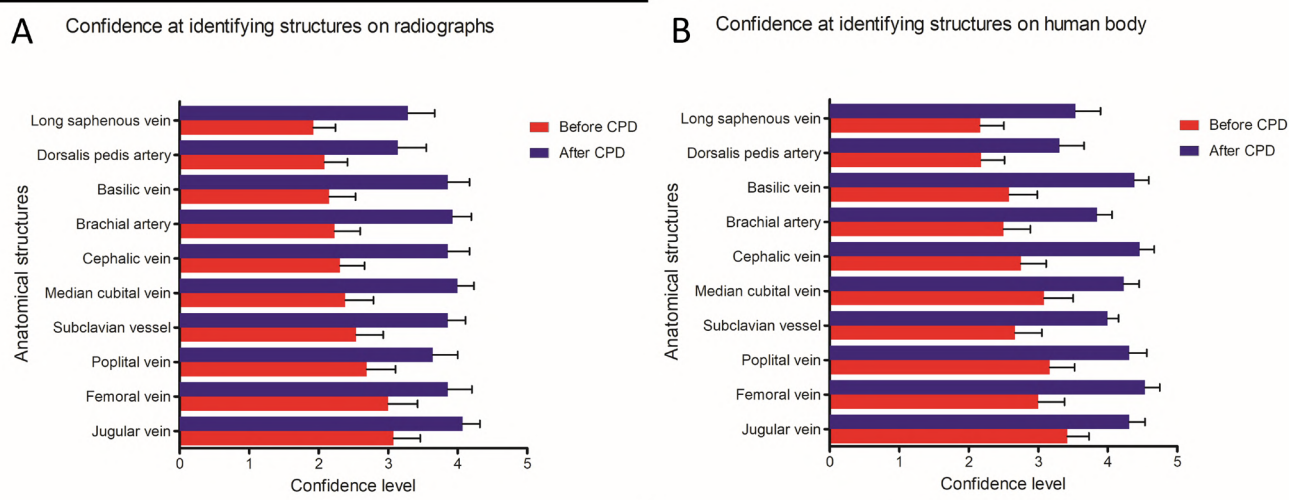 A
Confidence at identifying structures on radiographs
Anatomical structures
Long saphenous vein
Dorsalis pedis artery
Basilic vein
Brachial artery
Cephalic vein
Median cubital vein
Subclavian vessel
Poplital vein
Femoral vein
Jugular vein
0 1 2 3 4 5
Confidence level
Before CPD
After CPD
B
Confidence at identifying structures on human body
Anatomical structures
Long saphenous vein
Dorsalis pedis artery
Basilic vein
Brachial artery
Cephalic vein
Median cubital vein
Subclavian vessel
Poplital vein
Femoral vein
Jugular vein
0 1 2 3 4 5
Confidence level
Before CPD
After CPD